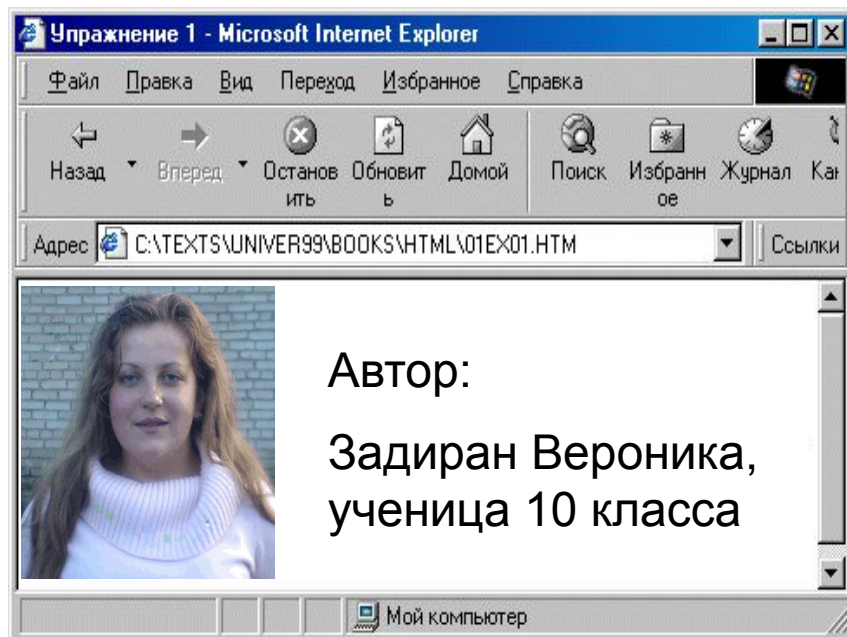 Упражнение 1 - Microsoft Internet Explorer
Файл Правка Вид Переход Избранное Справка
Назад Вперед Останов Обновит Домой Поиск Избранн Журнал Кан
ить ь ое
Адрес C:\TEXTS\UNIVER99\BOOKS\HTML\01EX01.HTM Ссылки
Автор:
Задиран Вероника,
ученица 10 класса
Мой компьютер